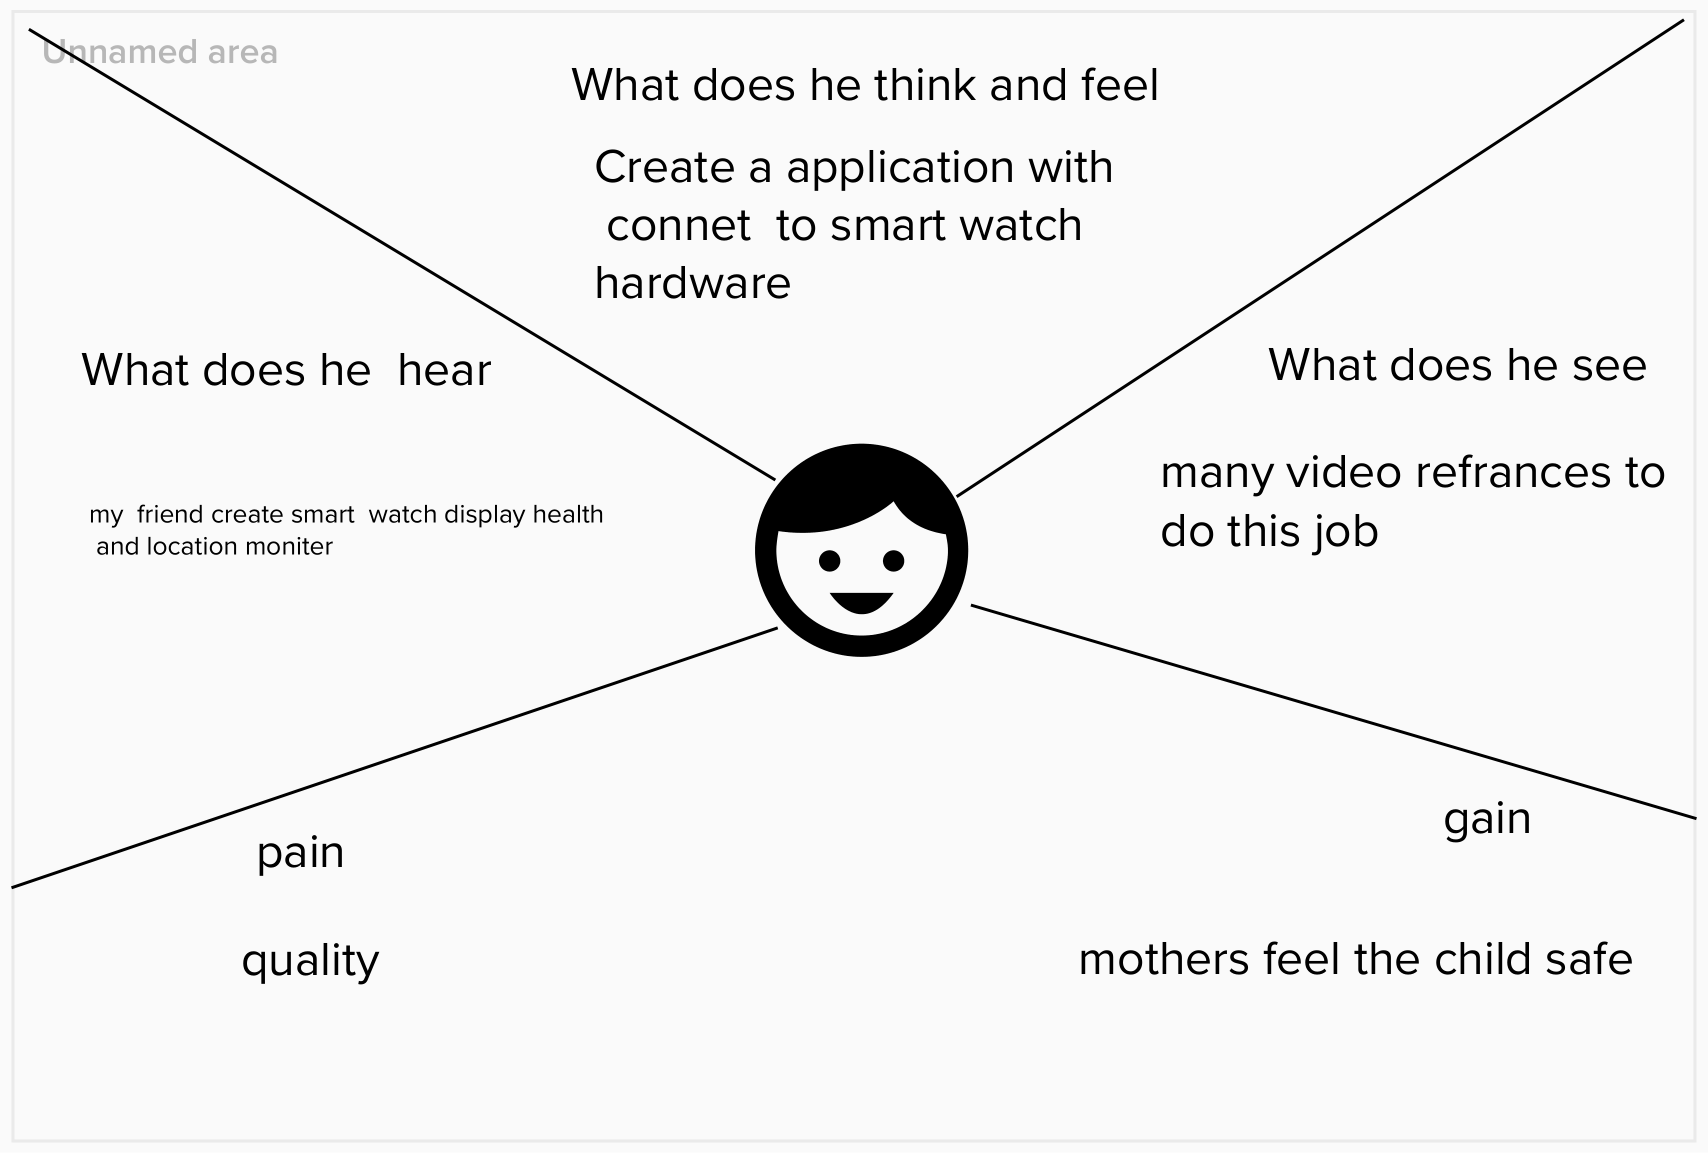 Unnamed area
What does he think and feel
Create a application with
connet  to smart watch
hardware
What does he  hear
my  friend create smart  watch display health
and location moniter
What does he see
many video refrances to
do this job
pain
quality
gain
mothers feel the child safe